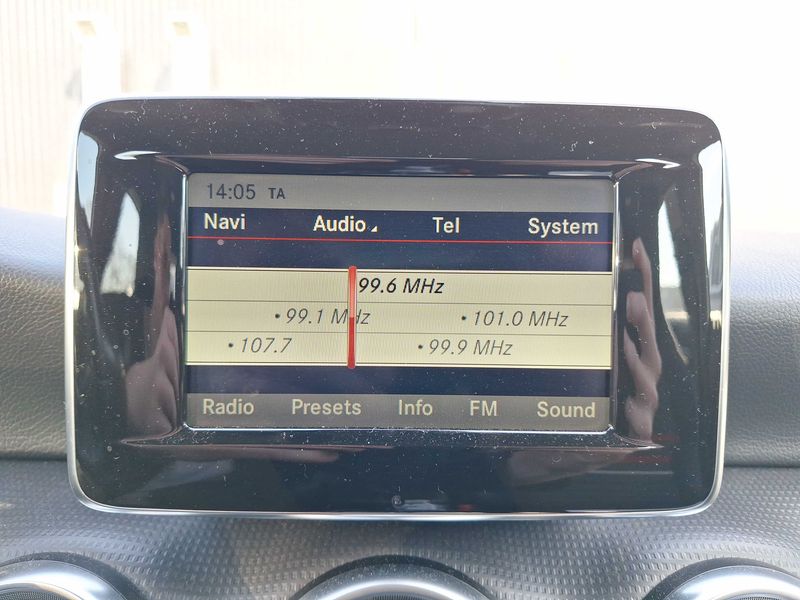 14:05 TA
Navi Audio Tel System
99.6 MHz
99.1 MHz 101.0 MHz
107.7 99.9 MHz
Radio Presets Info FM Sound